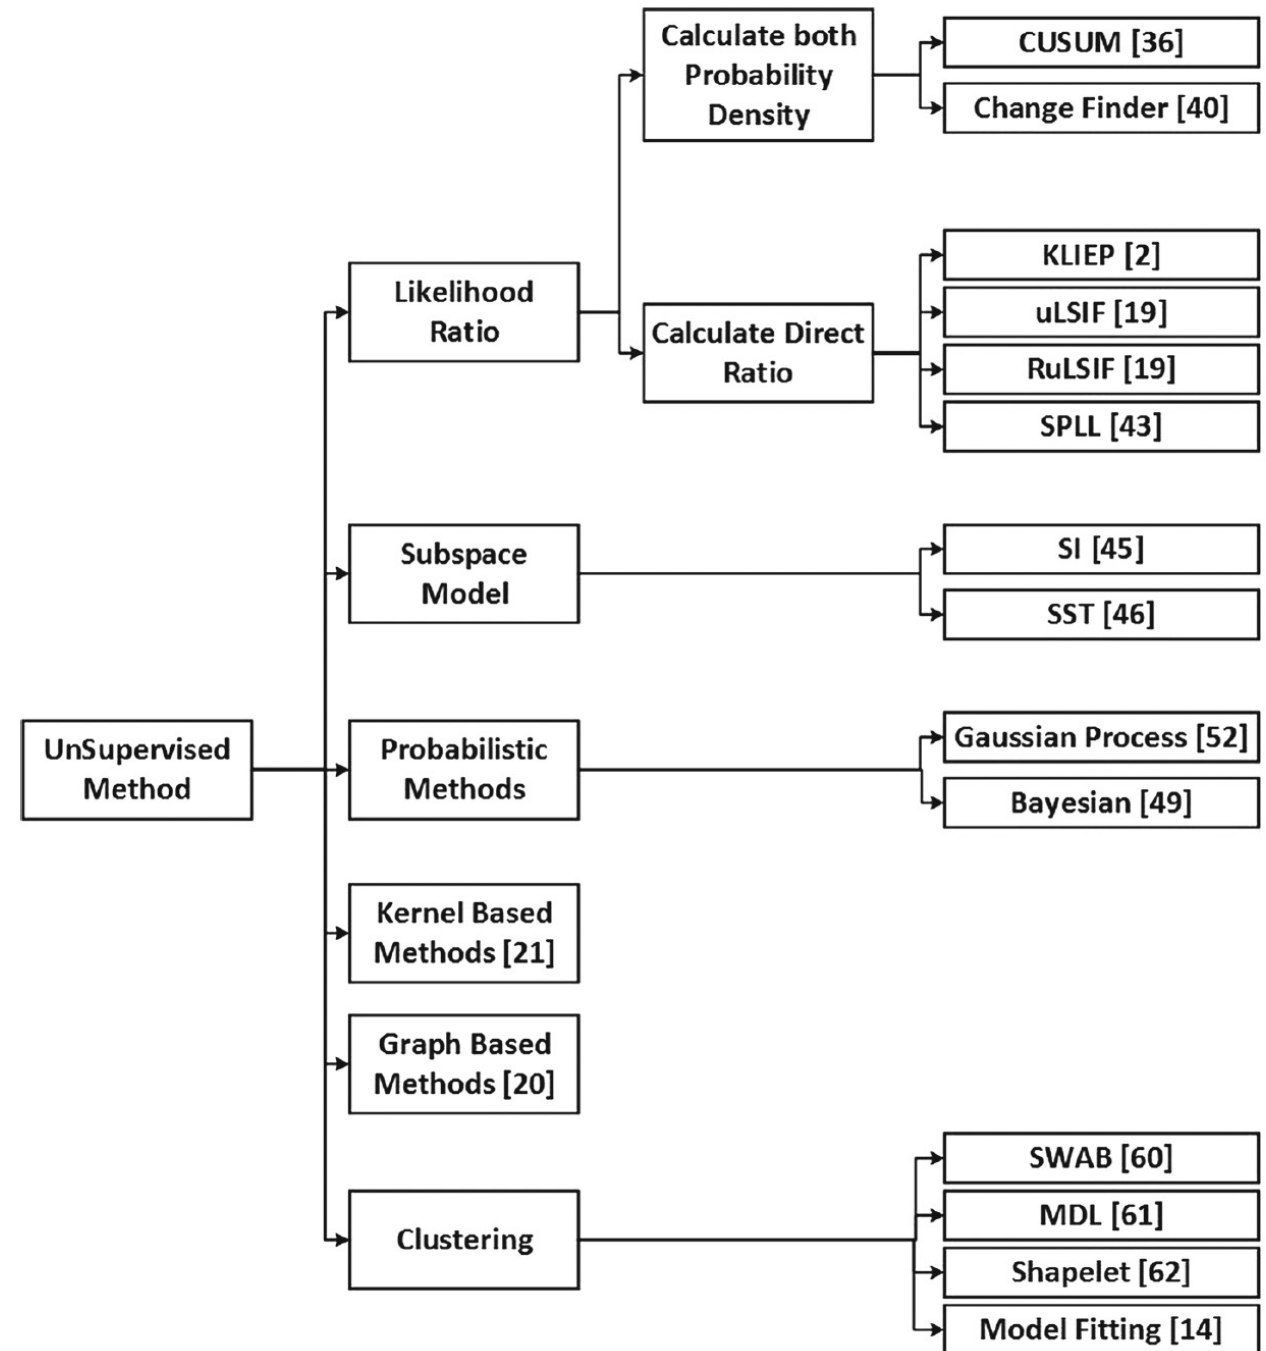 UnSupervised
Method
Likelihood
Ratio
Calculate both
Probability
Density
CUSUM [36]
Change Finder [40]
Calculate Direct
Ratio
KLIEP [2]
uLSIF [19]
RuLSIF [19]
SPLL [43]
Subspace
Model
SI [45]
SST [46]
Probabilistic
Methods
Gaussian Process [52]
Bayesian [49]
Kernel Based
Methods [21]
Graph Based
Methods [20]
Clustering
SWAB [60]
MDL [61]
Shapelet [62]
Model Fitting [14]